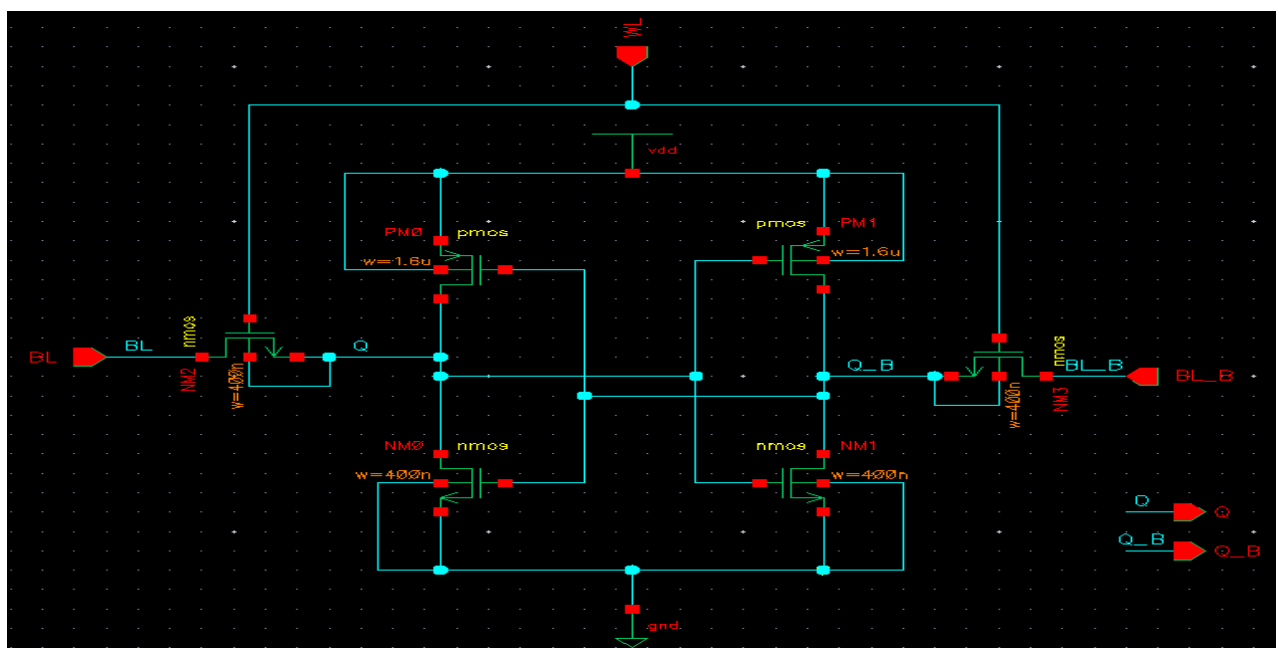 WL
vdd
PM0
pmos
w=1.6u
pmos
PM1
w=1.6u
BL
BL
nmos
NM2
w=400n
Q
Q_B
nmos
w=400n
NM3
BL_B
BL_B
NM0
nmos
w=400n
nmos
NM1
w=400n
Q
Q
Q_B
Q_B
gnd